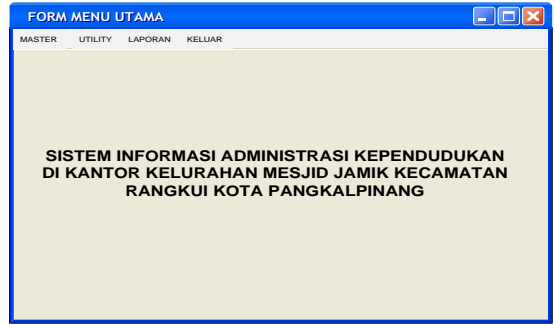 FORM MENU UTAMA
MASTER UTILITY LAPORAN KELUAR
SISTEM INFORMASI ADMINISTRASI KEPENDUDUKAN
DI KANTOR KELURAHAN MESJID JAMIK KECAMATAN
RANGKUI KOTA PANGKALPINANG